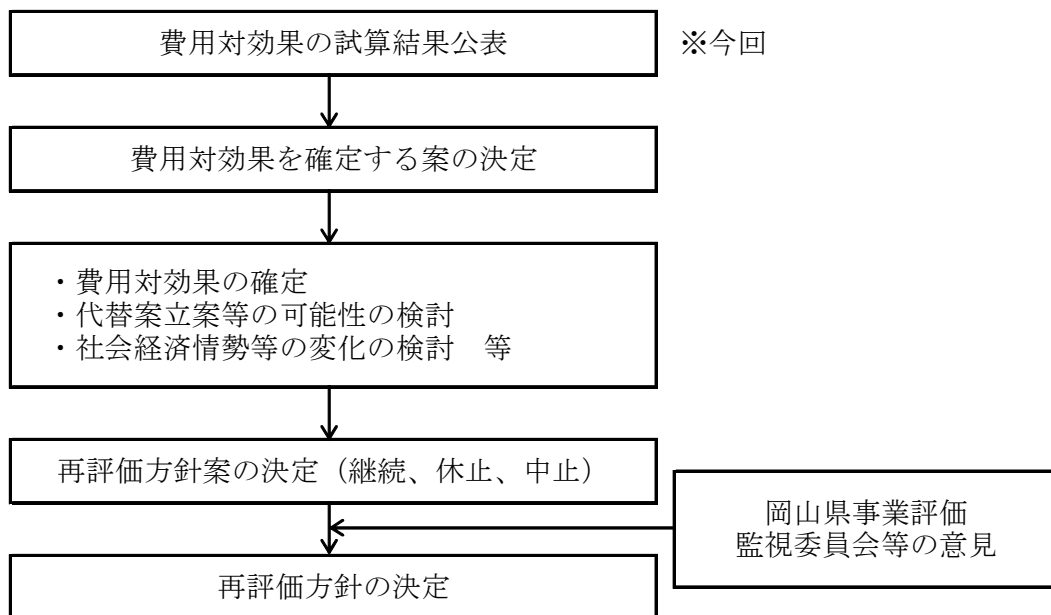 費用対効果の試算結果公表
※今回
費用対効果を確定する案の決定
・費用対効果の確定
・代替案立案等の可能性の検討
・社会経済情勢等の変化の検討　等
再評価方針案の決定（継続、休止、中止）
岡山県事業評価
監視委員会等の意見
再評価方針の決定